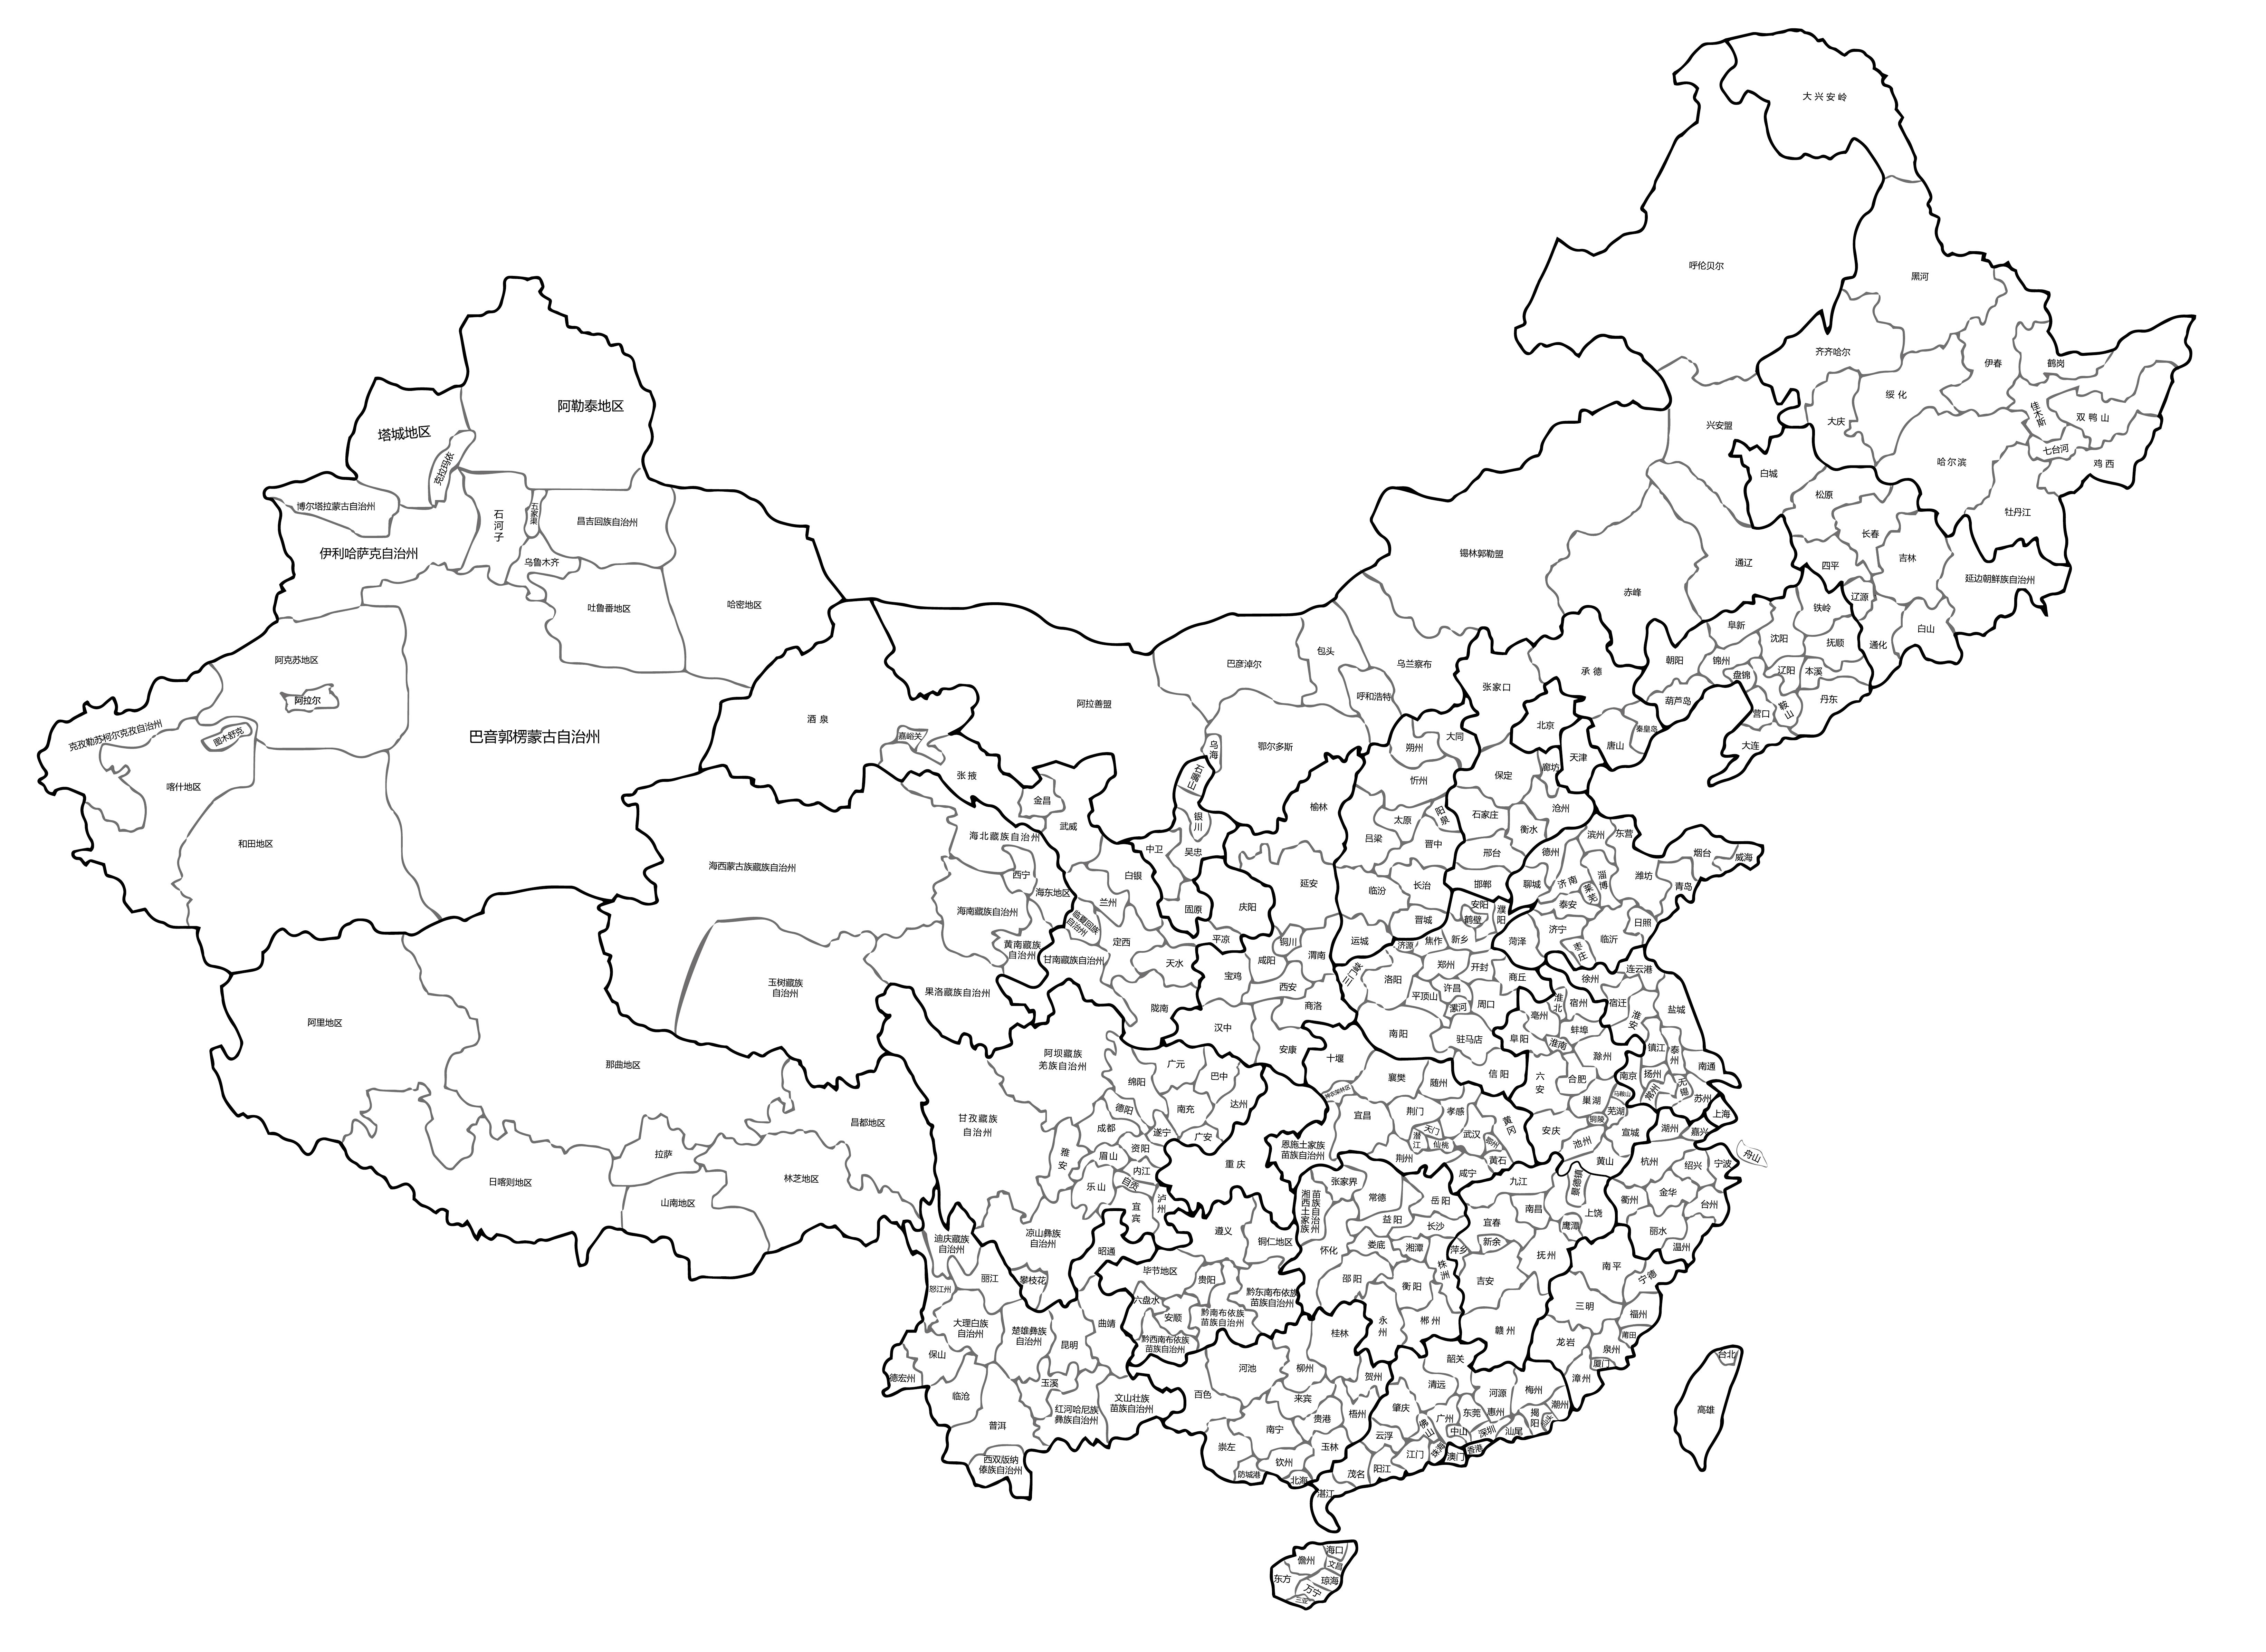 大兴安岭
呼伦贝尔
黑河
齐齐哈尔
伊春
鹤岗
绥化
大庆
佳木斯
双鸭山
七台河
鸡西
哈尔滨
牡丹江
兴安盟
白城
松原
长春
吉林
四平
延边朝鲜族自治州
辽源
通化
白山
锡林郭勒盟
通辽
赤峰
阜新
铁岭
沈阳
抚顺
朝阳
锦州
盘锦
辽阳
本溪
葫芦岛
营口
鞍山
丹东
大连
阿勒泰地区
塔城地区
克拉玛依
博尔塔拉蒙古自治州
伊利哈萨克自治州
石河子
五家渠
昌吉回族自治州
乌鲁木齐
吐鲁番地区
哈密地区
阿克苏地区
阿拉尔
克孜勒苏柯尔克孜自治州
图木舒克
喀什地区
和田地区
巴音郭楞蒙古自治州
酒泉
嘉峪关
张掖
金昌
武威
阿拉善盟
巴彦淖尔
包头
乌兰察布
呼和浩特
鄂尔多斯
乌海
石嘴山
银川
中卫
吴忠
固原
白银
兰州
临夏回族
自治州
定西
甘南藏族自治州
天水
陇南
平凉
庆阳
海西蒙古族藏族自治州
海北藏族自治州
西宁
海东地区
海南藏族自治州
黄南藏族
自治州
玉树藏族
自治州
果洛藏族自治州
阿里地区
那曲地区
昌都地区
日喀则地区
拉萨
山南地区
林芝地区
张家口
承德
北京
天津
唐山
秦皇岛
廊坊
保定
沧州
石家庄
衡水
邢台
邯郸
大同
朔州
忻州
太原
阳泉
吕梁
晋中
临汾
长治
晋城
运城
榆林
延安
铜川
渭南
咸阳
宝鸡
西安
商洛
汉中
安康
滨州
东营
德州
烟台
威海
聊城
济南
淄博
莱芜
潍坊
青岛
泰安
济宁
日照
临沂
菏泽
枣庄
安阳
鹤壁
濮阳
济源
焦作
新乡
三门峡
洛阳
郑州
开封
商丘
平顶山
许昌
漯河
周口
南阳
驻马店
信阳
徐州
连云港
宿迁
淮安
盐城
镇江
泰州
南通
南京
扬州
常州
无锡
苏州
上海
淮北
宿州
亳州
蚌埠
阜阳
淮南
滁州
六安
合肥
巢湖
马鞍山
芜湖
铜陵
安庆
池州
宣城
黄山
湖州
嘉兴
杭州
绍兴
宁波
舟山
衢州
金华
台州
丽水
温州
十堰
襄樊
随州
神农架林区
宜昌
荆门
孝感
黄冈
天门
潜江
仙桃
武汉
鄂州
黄石
荆州
咸宁
恩施土家族
苗族自治州
阿坝藏族
羌族自治州
甘孜藏族
自治州
广元
巴中
绵阳
德阳
南充
达州
成都
遂宁
广安
雅安
眉山
资阳
内江
乐山
自贡
泸州
宜宾
凉山彝族
自治州
攀枝花
重庆
张家界
常德
岳阳
湘西土家族
苗族自治州
益阳
长沙
怀化
娄底
湘潭
株洲
邵阳
衡阳
永州
郴州
九江
景德镇
南昌
上饶
鹰潭
宜春
新余
萍乡
抚州
吉安
赣州
南平
宁德
三明
福州
莆田
龙岩
泉州
厦门
漳州
遵义
铜仁地区
毕节地区
贵阳
六盘水
安顺
黔东南布依族
苗族自治州
黔南布依族
苗族自治州
黔西南布依族
苗族自治州
迪庆藏族
自治州
昭通
丽江
怒江州
大理白族
自治州
楚雄彝族
自治州
昆明
曲靖
保山
德宏州
临沧
玉溪
普洱
红河哈尼族
彝族自治州
文山壮族
苗族自治州
西双版纳
傣族自治州
桂林
河池
柳州
贺州
百色
来宾
梧州
贵港
南宁
崇左
玉林
钦州
防城港
北海
韶关
清远
河源
梅州
潮州
肇庆
广州
东莞
惠州
揭阳
佛山
中山
深圳
汕尾
云浮
江门
珠海
澳门
香港
茂名
阳江
湛江
台北
高雄
海口
儋州
文昌
东方
琼海
万宁
三亚